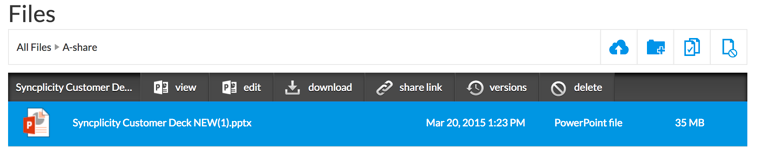 Files
All Files ▸ A-share
Syncplicity Customer De... view edit download share link versions delete
Syncplicity Customer Deck NEW(1).pptx Mar 20, 2015 1:23 PM PowerPoint file 35 MB